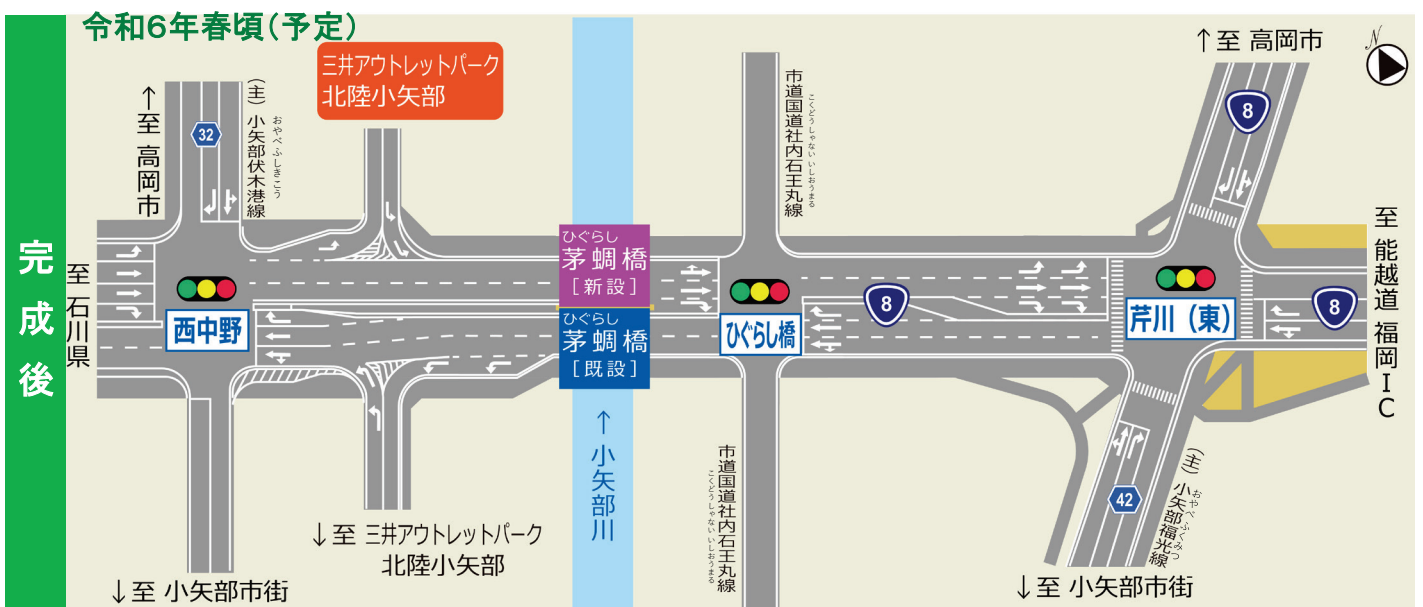 令和6年春頃(予定)
完成後
三井アウトレットパーク
北陸小矢部
↑至 高岡市
32
(主)小矢部伏木港線
おやべふしきこう
市道国道社内石王丸線
こくどうしゃないいしおうまる
↑至 高岡市
8
N
至 石川県
西中野
ひぐらし
茅蜩橋
[新設]
ひぐらし
茅蜩橋
[既設]
ひぐらし橋
8
芹川(東)
8
至 能越道 福岡IC
↑小矢部川
↓至 三井アウトレットパーク
北陸小矢部
↓至 小矢部市街
市道国道社内石王丸線
こくどうしゃないいしおうまる
42
(主)小矢部福光線
おやべふくみつ
↓至 小矢部市街